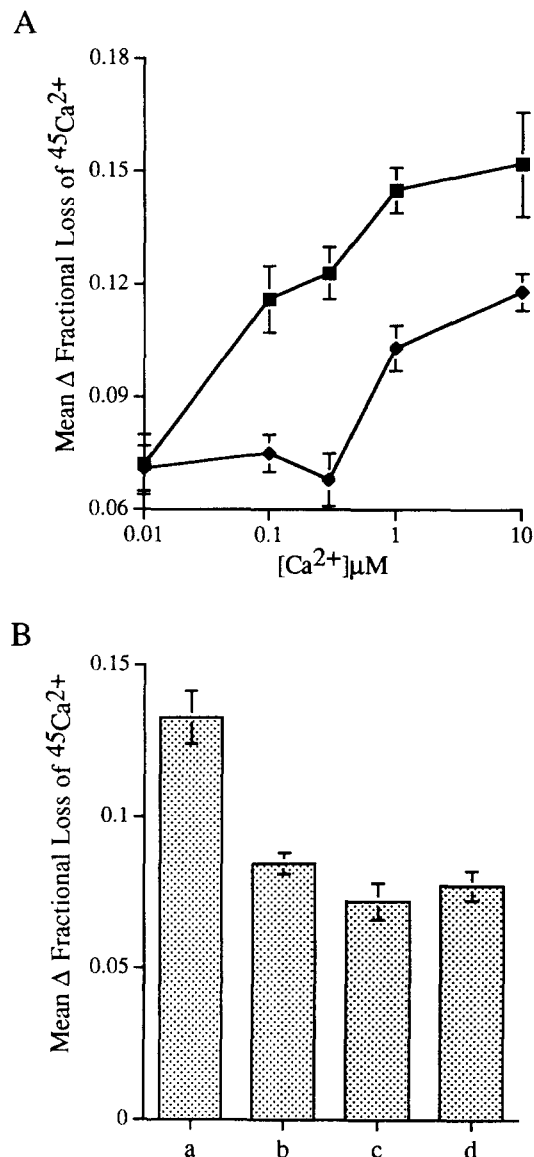 A
Mean Δ Fractional Loss of ⁴⁵Ca²⁺
0.18
0.15
0.12
0.09
0.06
0.01
0.1
1
10
[Ca²⁺]µM
B
Mean Δ Fractional Loss of ⁴⁵Ca²⁺
0.15
0.1
0.05
0
a
b
c
d